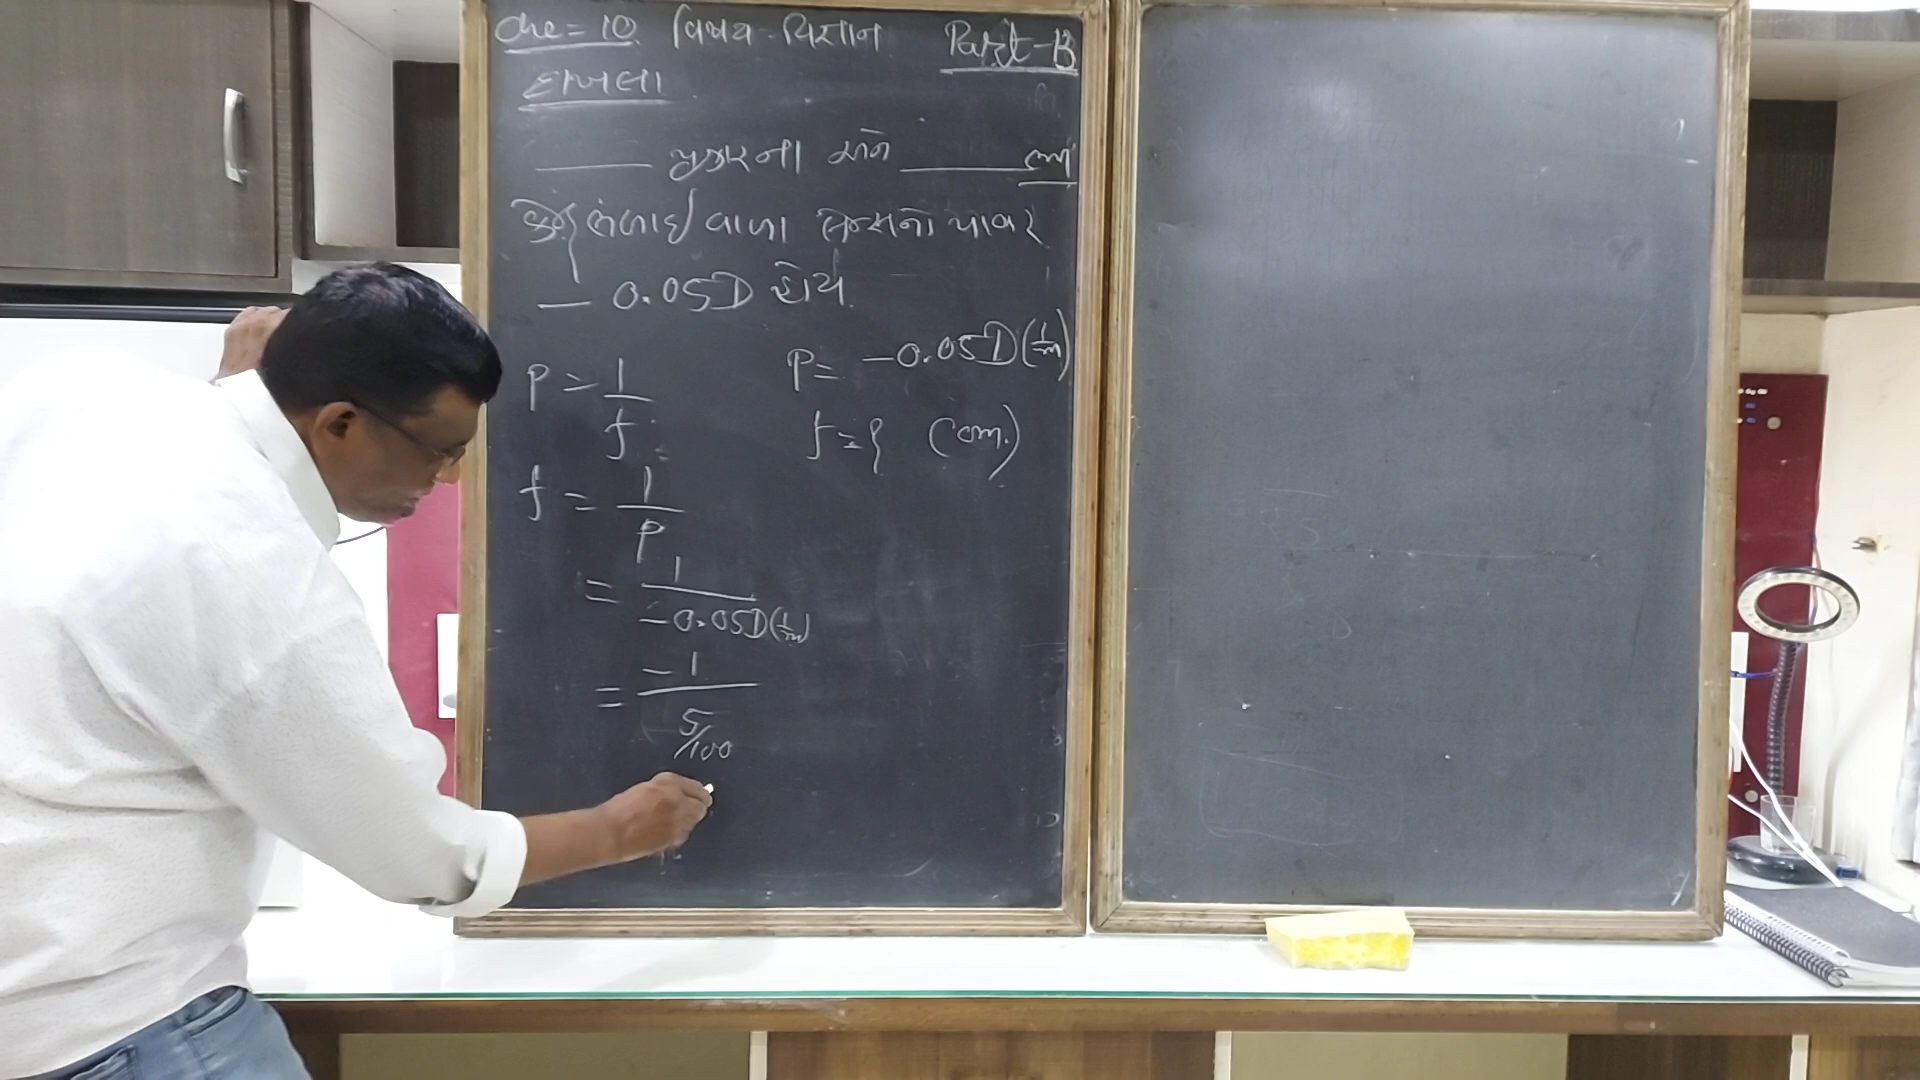 ધો = 10. વિષય - વિજ્ઞાન Part-B
દાખલા
______ પ્રકારના અને ______ cm
કેન્દ્રલંબાઈ વાળા લેન્સનો પાવર
- 0.05D હોય.
P = 1/f P = -0.05D (1/m)
f = 1/P f = ? (cm.)
= 1/-0.05D (1/m)
= -1/5/100